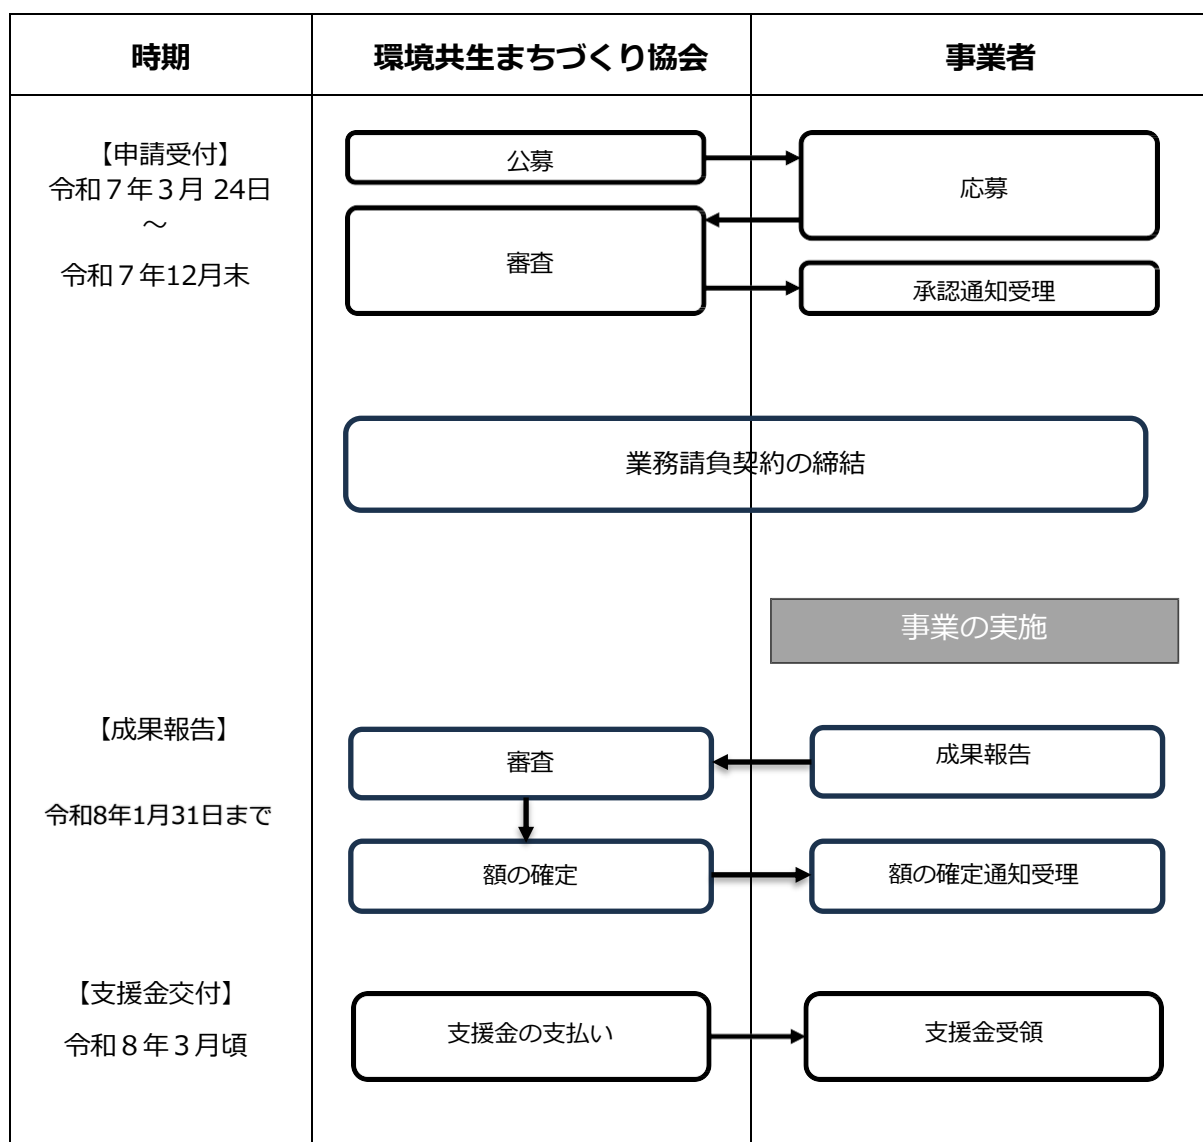 時期
環境共生まちづくり協会
事業者
【申請受付】
令和７年３月 24日
～
令和７年12月末
公募
応募
審査
承認通知受理
業務請負契約の締結
事業の実施
【成果報告】
令和8年1月31日まで
審査
成果報告
額の確定
額の確定通知受理
【支援金交付】
令和８年３月頃
支援金の支払い
支援金受領